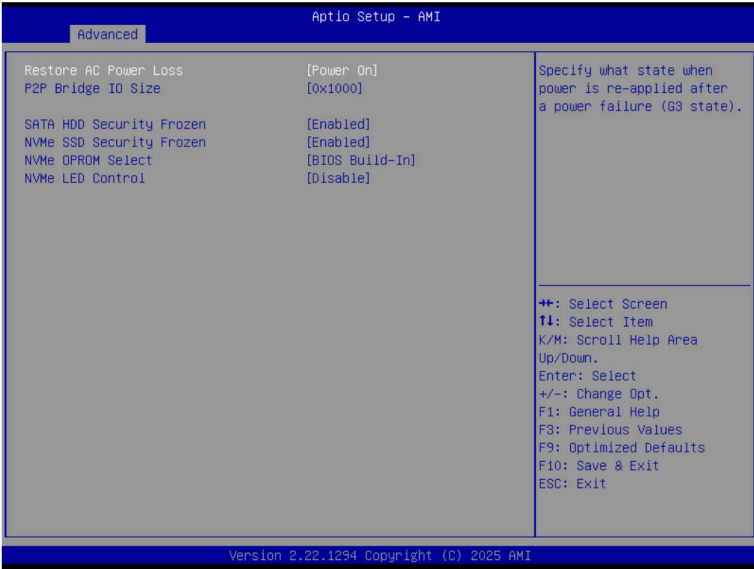 Aptio Setup – AMI
Advanced
Restore AC Power Loss [Power On]
P2P Bridge IO Size [0x1000]
SATA HDD Security Frozen [Enabled]
NVMe SSD Security Frozen [Enabled]
NVMe OPROM Select [BIOS Build-In]
NVMe LED Control [Disable]
Specify what state when
power is re-applied after
a power failure (G3 state).
→←: Select Screen
↑↓: Select Item
K/M: Scroll Help Area
Up/Down.
Enter: Select
+/-: Change Opt.
F1: General Help
F3: Previous Values
F9: Optimized Defaults
F10: Save & Exit
ESC: Exit
Version 2.22.1294 Copyright (C) 2025 AMI